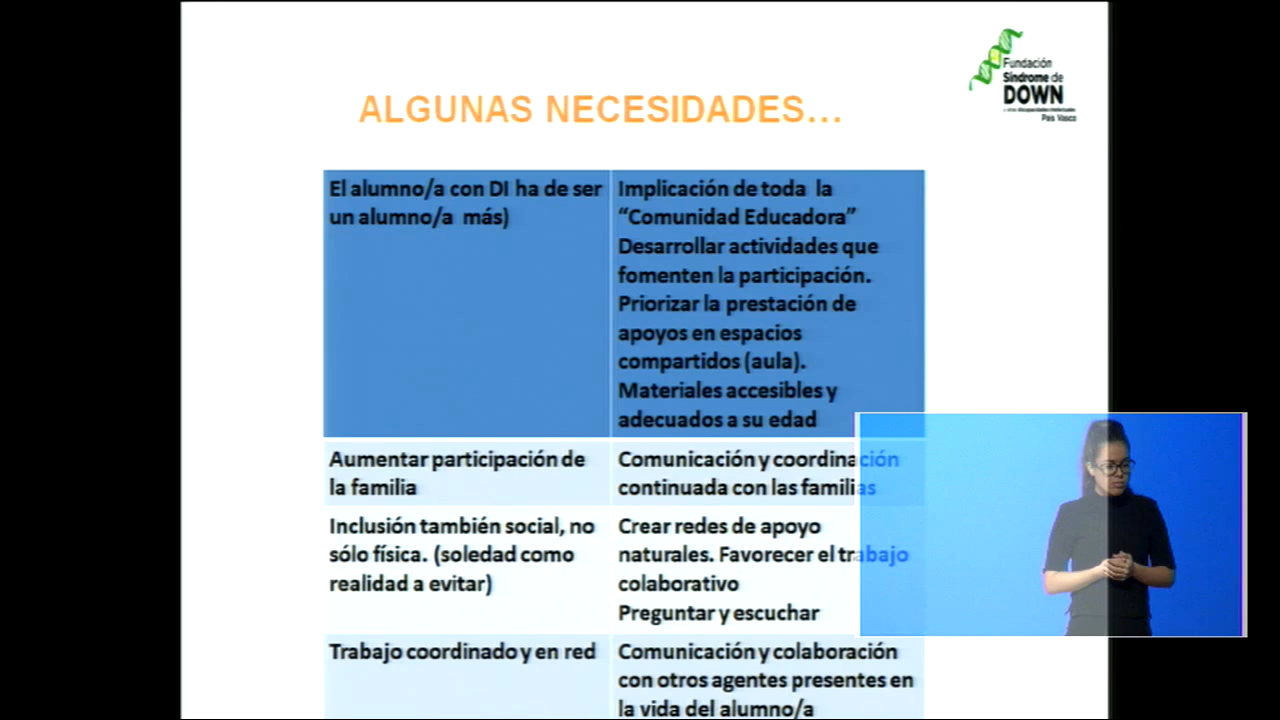 Fundación
Síndrome de
DOWN
y otras discapacidades intelectuales
País Vasco
ALGUNAS NECESIDADES...
El alumno/a con DI ha de ser
un alumno/a más)
Implicación de toda la
“Comunidad Educadora”
Desarrollar actividades que
fomenten la participación.
Priorizar la prestación de
apoyos en espacios
compartidos (aula).
Materiales accesibles y
adecuados a su edad
Aumentar participación de
la familia
Comunicación y coordinación
continuada con las familias
Inclusión también social, no
sólo física. (soledad como
realidad a evitar)
Crear redes de apoyo
naturales. Favorecer el trabajo
colaborativo
Preguntar y escuchar
Trabajo coordinado y en red
Comunicación y colaboración
con otros agentes presentes en
la vida del alumno/a